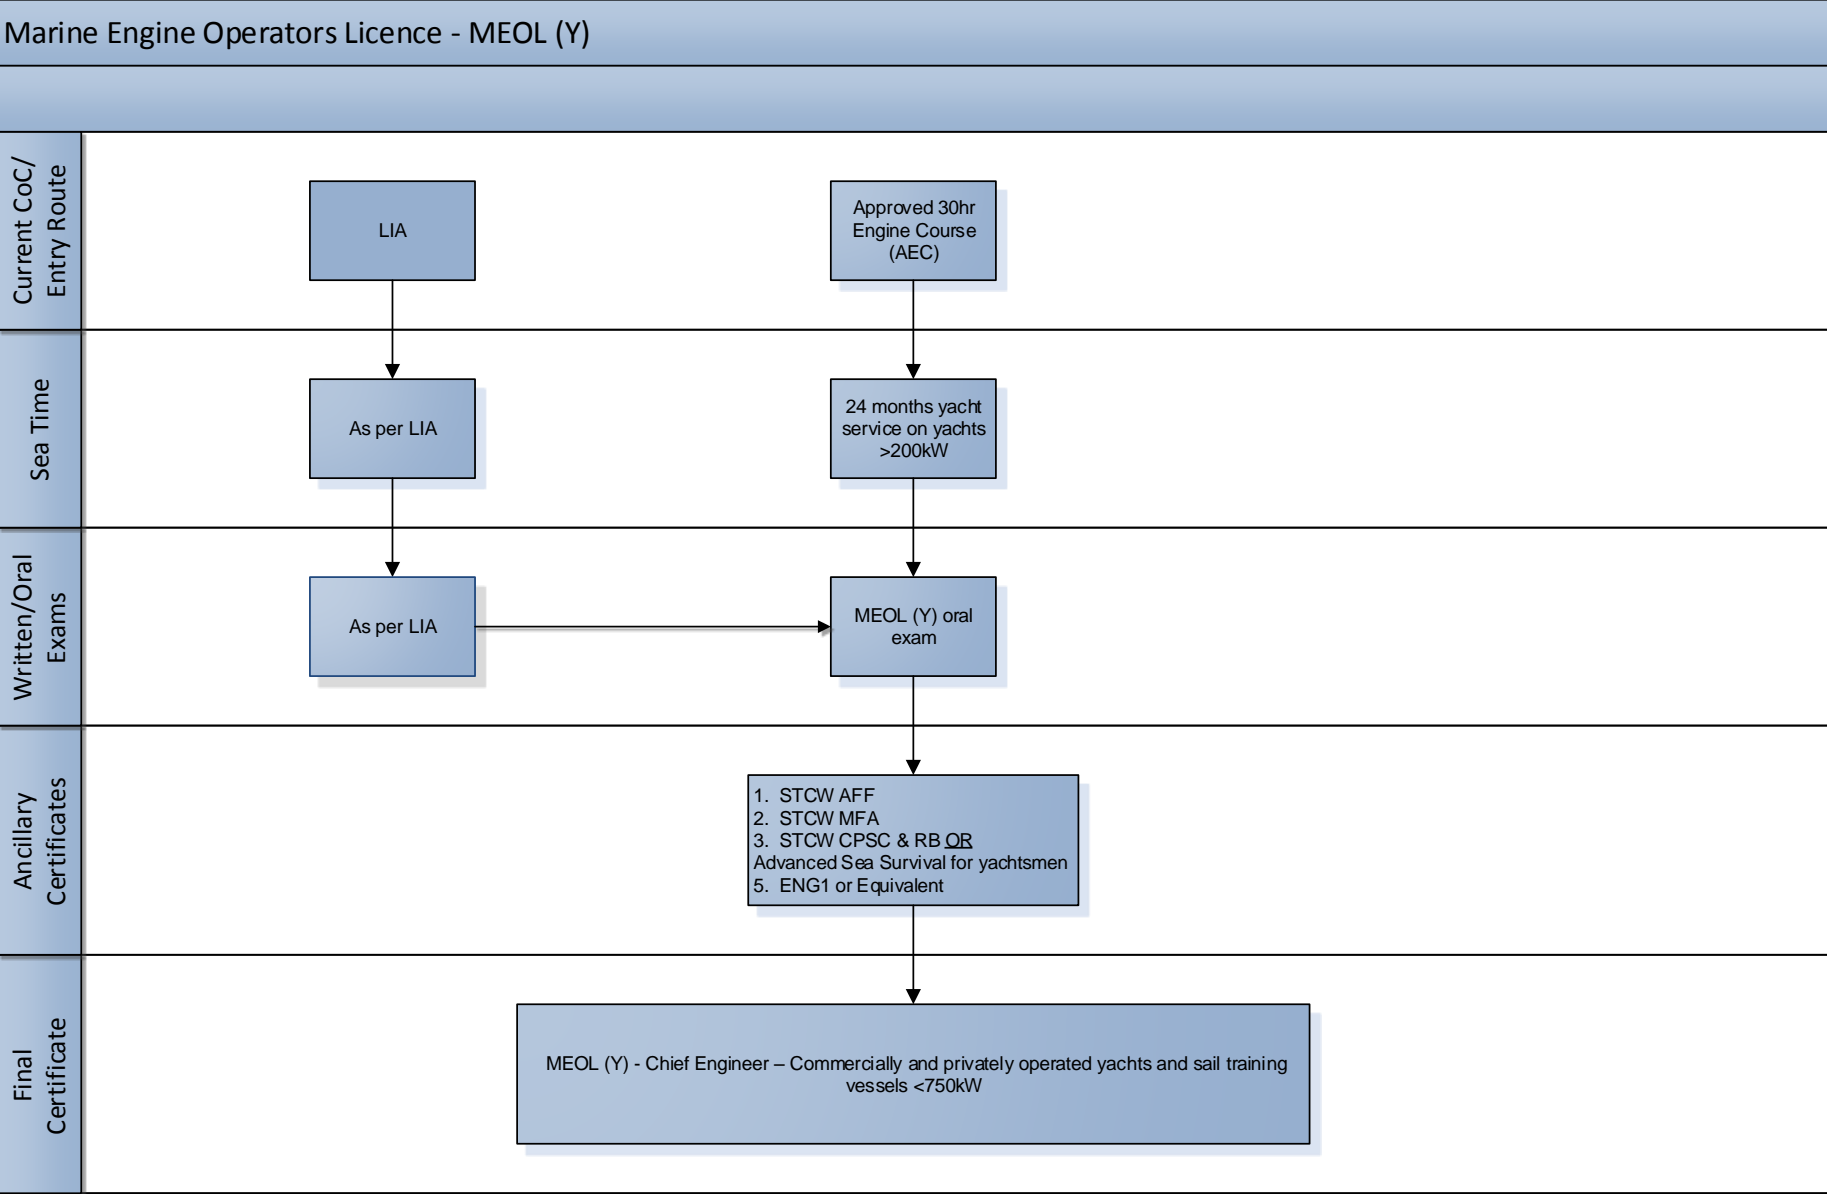 Marine Engine Operators Licence - MEOL (Y)
Current CoC/
Entry Route
LIA
Approved 30hr
Engine Course
(AEC)
Sea Time
As per LIA
24 months yacht
service on yachts
>200kW
Written/Oral
Exams
As per LIA
MEOL (Y) oral
exam
Ancillary
Certificates
1. STCW AFF
2. STCW MFA
3. STCW CPSC & RB OR
Advanced Sea Survival for yachtsmen
5. ENG1 or Equivalent
Final
Certificate
MEOL (Y) - Chief Engineer – Commercially and privately operated yachts and sail training
vessels <750kW